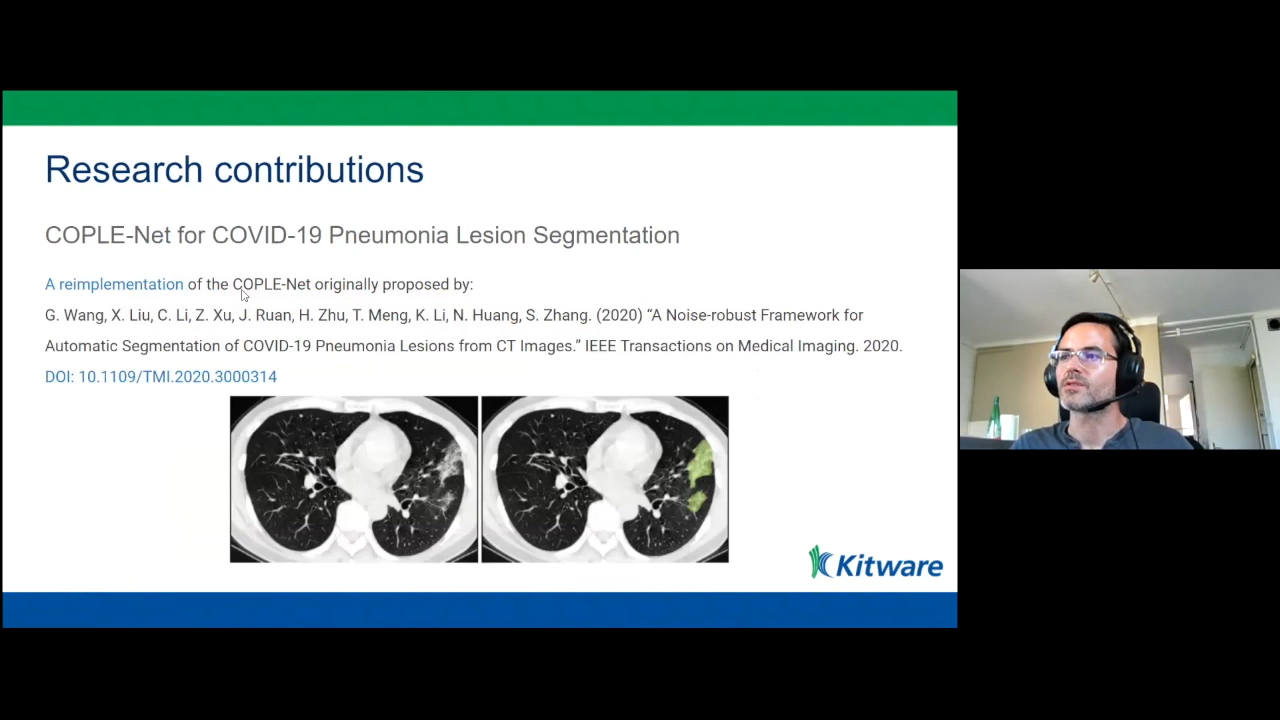 Research contributions
COPLE-Net for COVID-19 Pneumonia Lesion Segmentation
A reimplementation of the COPLE-Net originally proposed by:
G. Wang, X. Liu, C. Li, Z. Xu, J. Ruan, H. Zhu, T. Meng, K. Li, N. Huang, S. Zhang. (2020) “A Noise-robust Framework for
Automatic Segmentation of COVID-19 Pneumonia Lesions from CT Images.” IEEE Transactions on Medical Imaging. 2020.
DOI: 10.1109/TMI.2020.3000314
Kitware